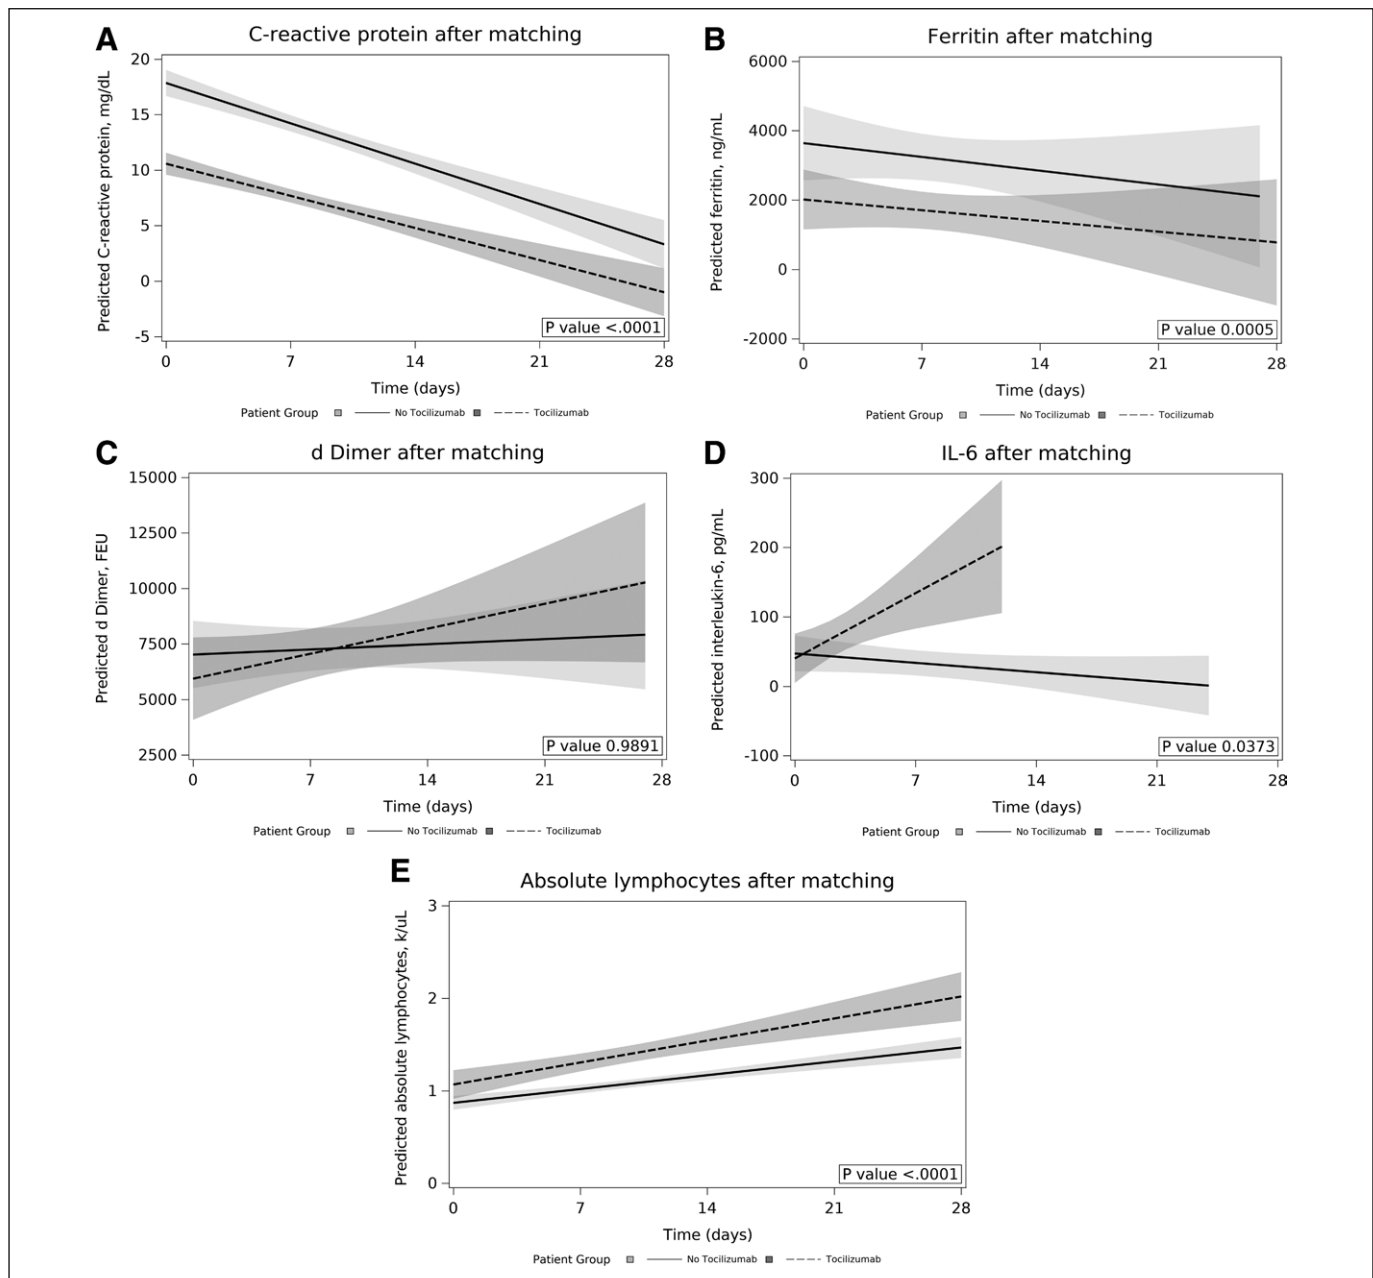 A
C-reactive protein after matching
Predicted C-reactive protein, mg/dL
20
15
10
5
0
-5
P value <.0001
0 7 14 21 28
Time (days)
Patient Group No Tocilizumab Tocilizumab
B
Ferritin after matching
Predicted ferritin, ng/mL
6000
4000
2000
0
-2000
P value 0.0005
0 7 14 21 28
Time (days)
Patient Group No Tocilizumab Tocilizumab
C
d Dimer after matching
Predicted d Dimer, FEU
15000
12500
10000
7500
5000
2500
P value 0.9891
0 7 14 21 28
Time (days)
Patient Group No Tocilizumab Tocilizumab
D
IL-6 after matching
Predicted interleukin-6, pg/mL
300
200
100
0
-100
P value 0.0373
0 7 14 21 28
Time (days)
Patient Group No Tocilizumab Tocilizumab
E
Absolute lymphocytes after matching
Predicted absolute lymphocytes, k/uL
3
2
1
0
P value <.0001
0 7 14 21 28
Time (days)
Patient Group No Tocilizumab Tocilizumab